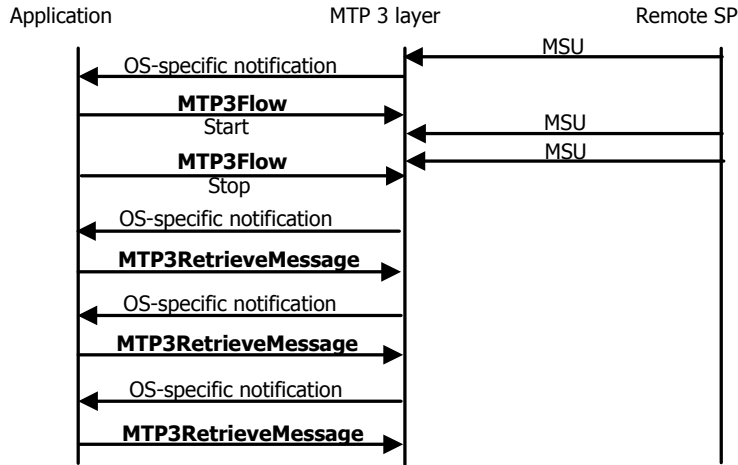 Application
MTP 3 layer
Remote SP
MSU
OS-specific notification
MTP3Flow
Start
MSU
MSU
MTP3Flow
Stop
OS-specific notification
MTP3RetrieveMessage
OS-specific notification
MTP3RetrieveMessage
OS-specific notification
MTP3RetrieveMessage